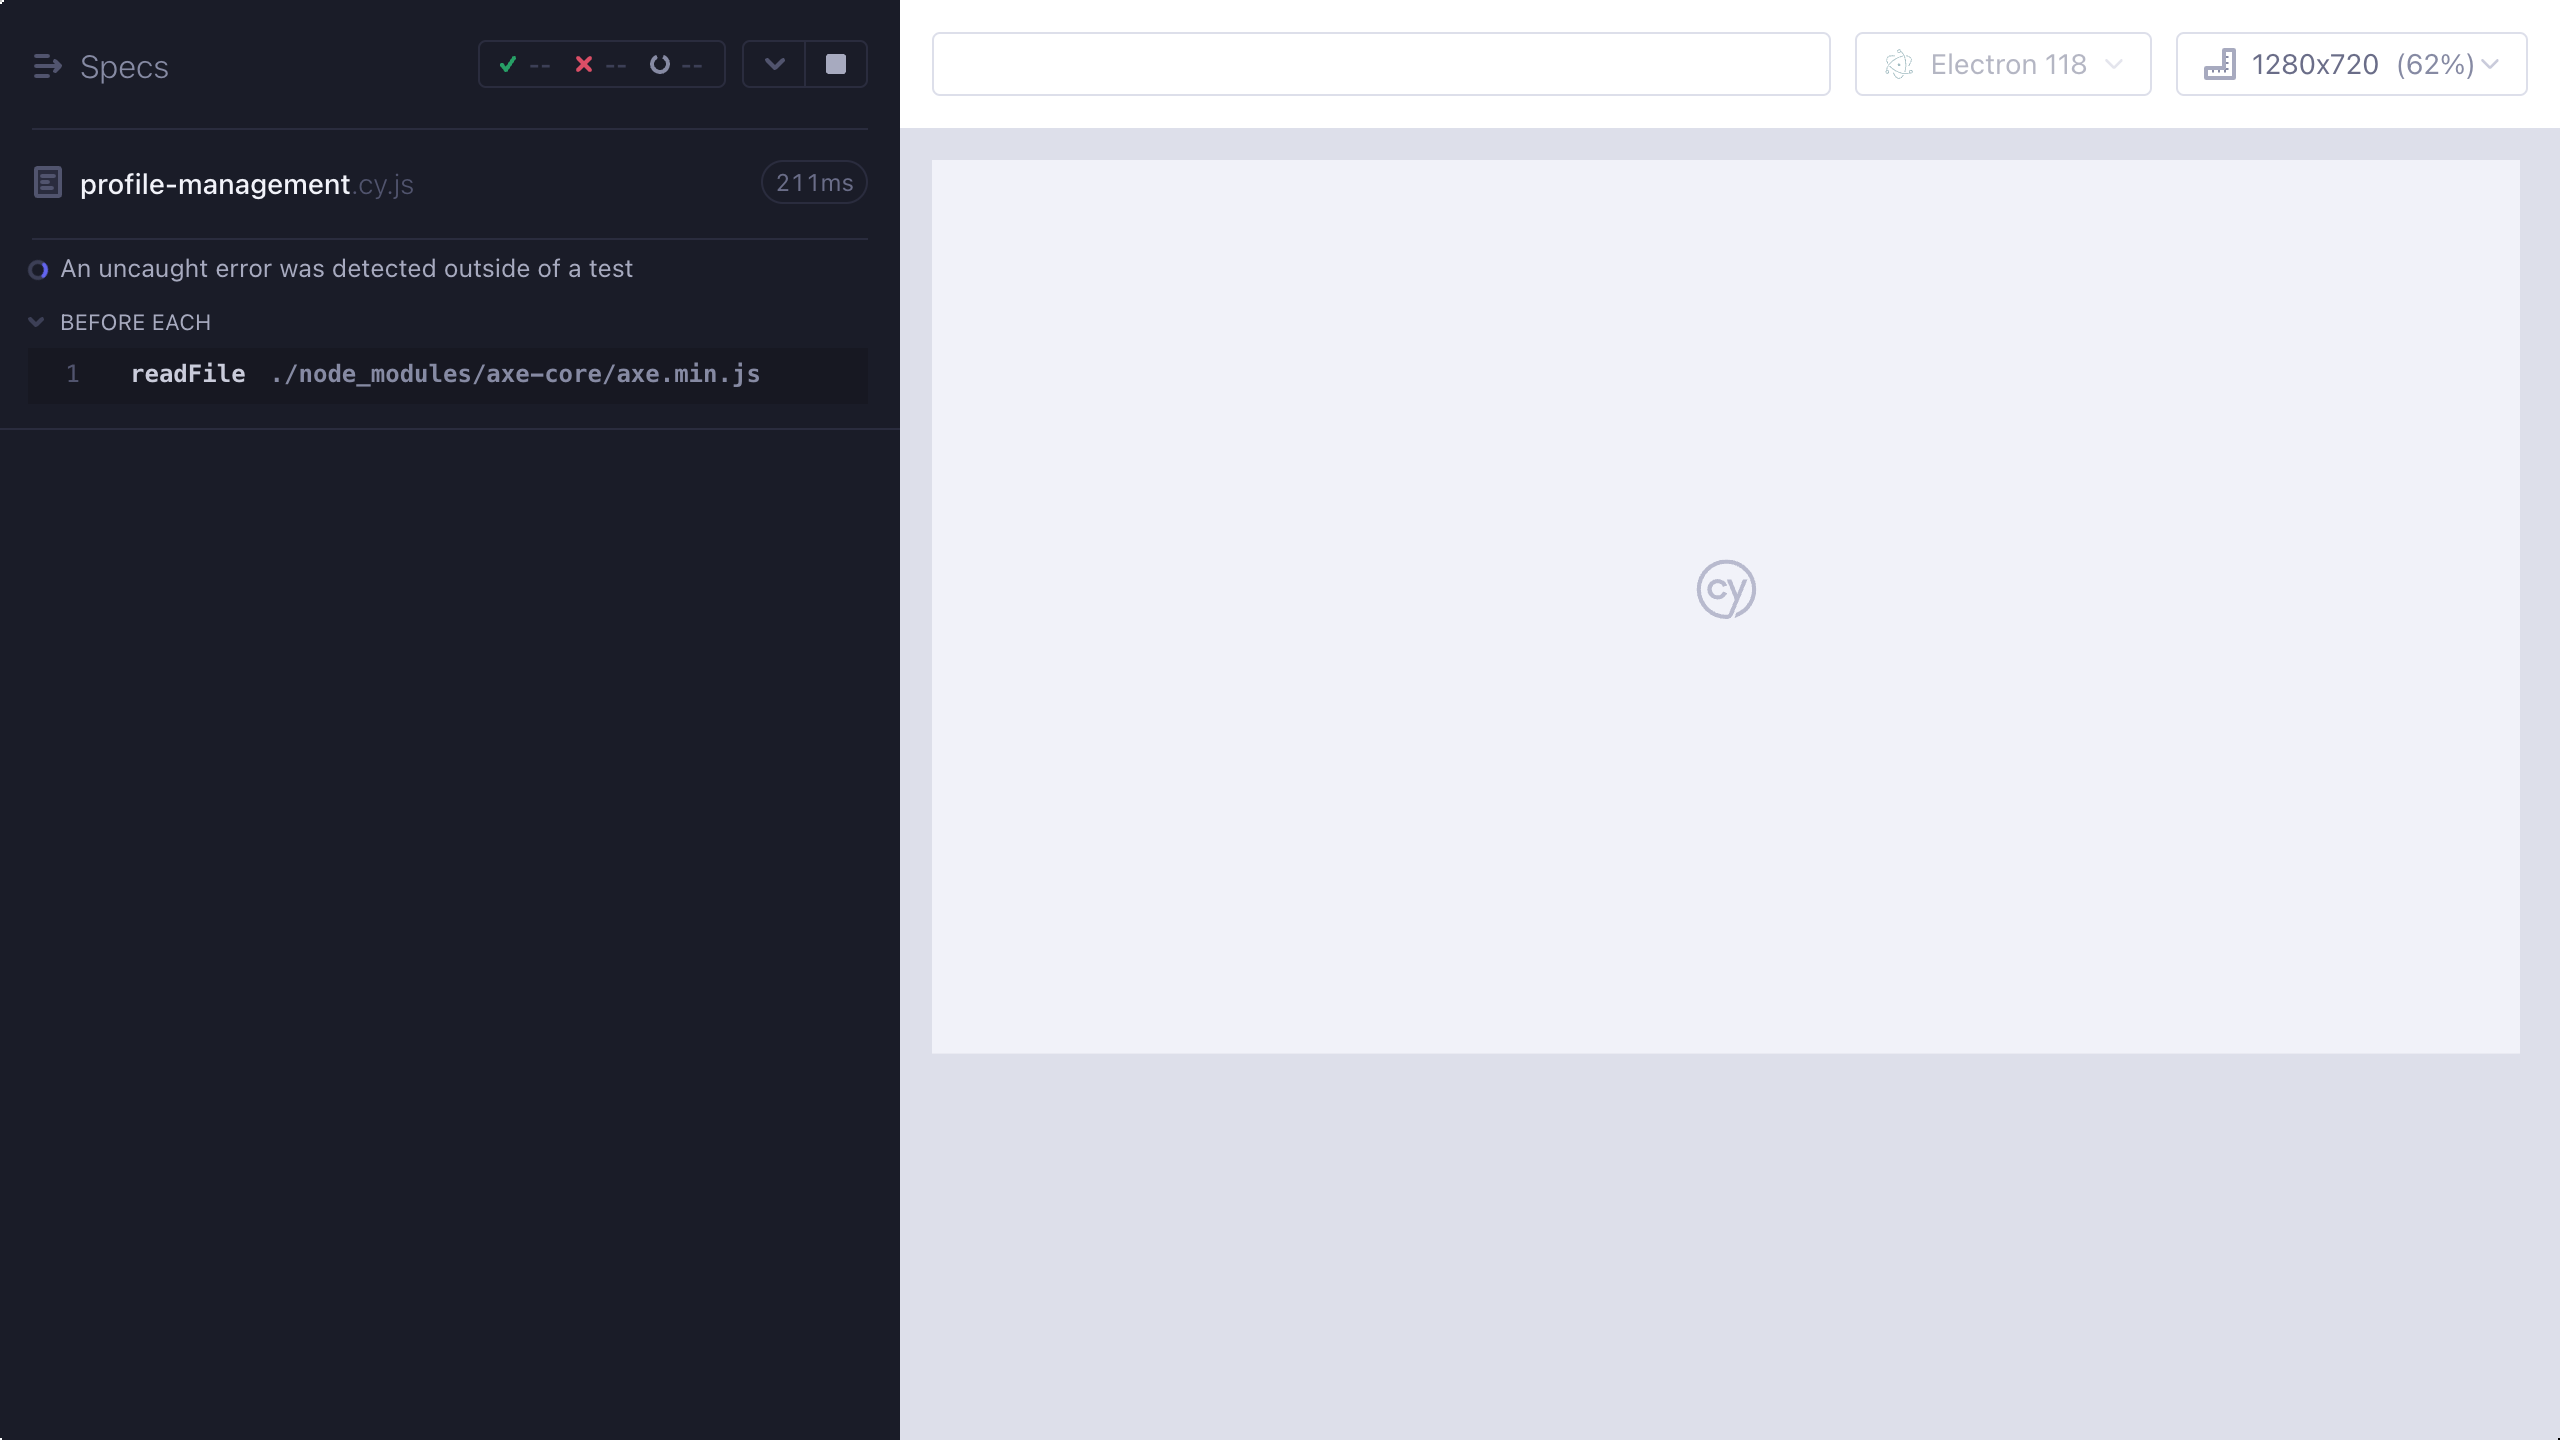 Specs
-- -- --
profile-management.cy.js
211ms
An uncaught error was detected outside of a test
BEFORE EACH
1 readFile ./node_modules/axe-core/axe.min.js
Electron 118
1280x720 (62%)
cy